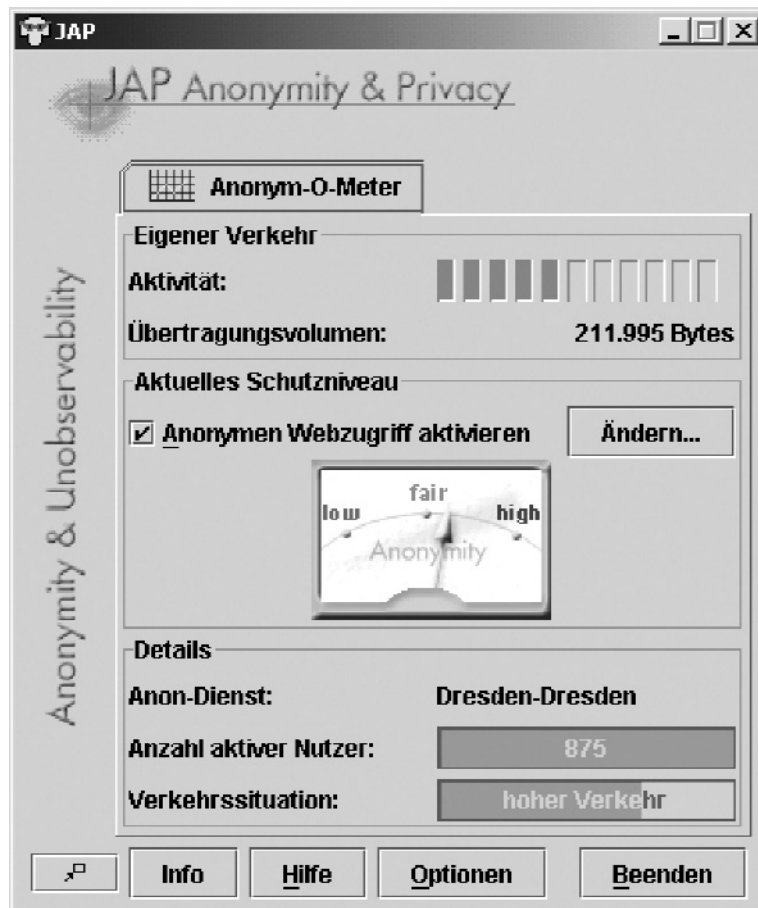 JAP
JAP Anonymity & Privacy
Anonymity & Unobservability
Anonym-O-Meter
Eigener Verkehr
Aktivität:
Übertragungsvolumen: 211.995 Bytes
Aktuelles Schutzniveau
Anonymen Webzugriff aktivieren Ändern...
low fair high
Anonymity
Details
Anon-Dienst: Dresden-Dresden
Anzahl aktiver Nutzer: 875
Verkehrssituation: hoher Verkehr
Info Hilfe Optionen Beenden